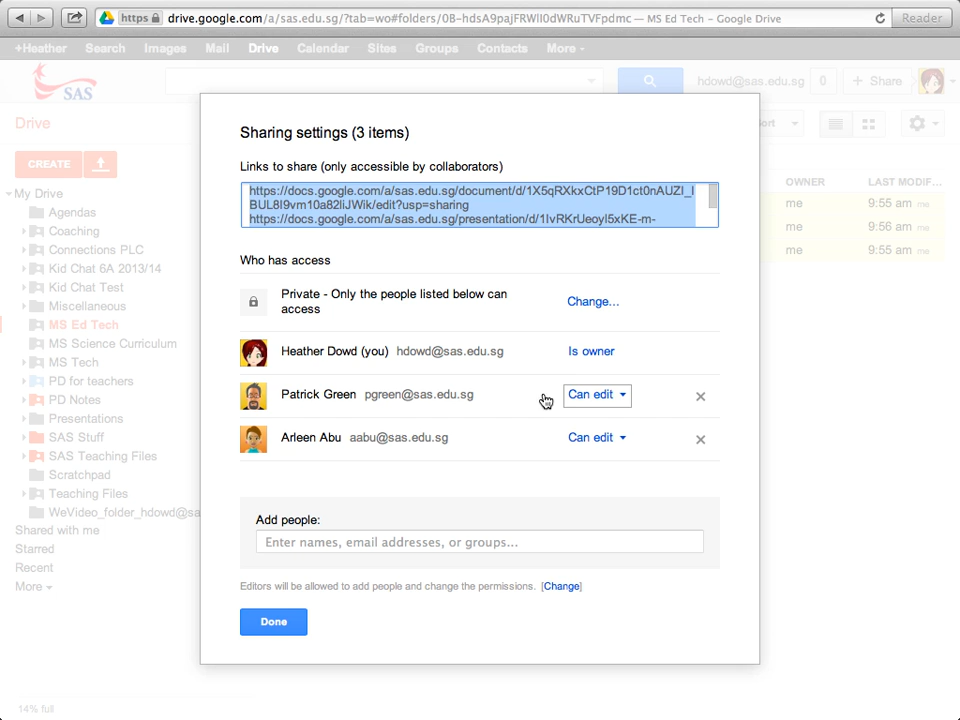 https drive.google.com/a/sas.edu.sg/?tab=wo#folders/0B-hdsA9pajFRWlI0dWRuTVFpdmc — MS Ed Tech – Google Drive Reader
+Heather Search Images Mail Drive Calendar Sites Groups Contacts More
SAS hdowd@sas.edu.sg 0 + Share
Drive
Sort
CREATE
OWNER LAST MODIF...
My Drive
me 9:55 am me
me 9:56 am me
me 9:55 am me
Agendas
Coaching
Connections PLC
Kid Chat 6A 2013/14
Kid Chat Test
Miscellaneous
MS Ed Tech
MS Science Curriculum
MS Tech
PD for teachers
PD Notes
Presentations
SAS Stuff
SAS Teaching Files
Scratchpad
Teaching Files
WeVideo_folder_hdowd@sa
Shared with me
Starred
Recent
More
14% full
Sharing settings (3 items)
Links to share (only accessible by collaborators)
https://docs.google.com/a/sas.edu.sg/document/d/1X5qRXkxCtP19D1ct0nAUZI_I
BUL8I9vm10a82liJWik/edit?usp=sharing
https://docs.google.com/a/sas.edu.sg/presentation/d/1IvRKrUeoyl5xKE-m-
Who has access
Private - Only the people listed below can
access
Change...
Heather Dowd (you) hdowd@sas.edu.sg Is owner
Patrick Green pgreen@sas.edu.sg Can edit
Arleen Abu aabu@sas.edu.sg Can edit
Add people:
Enter names, email addresses, or groups...
Editors will be allowed to add people and change the permissions. [Change]
Done